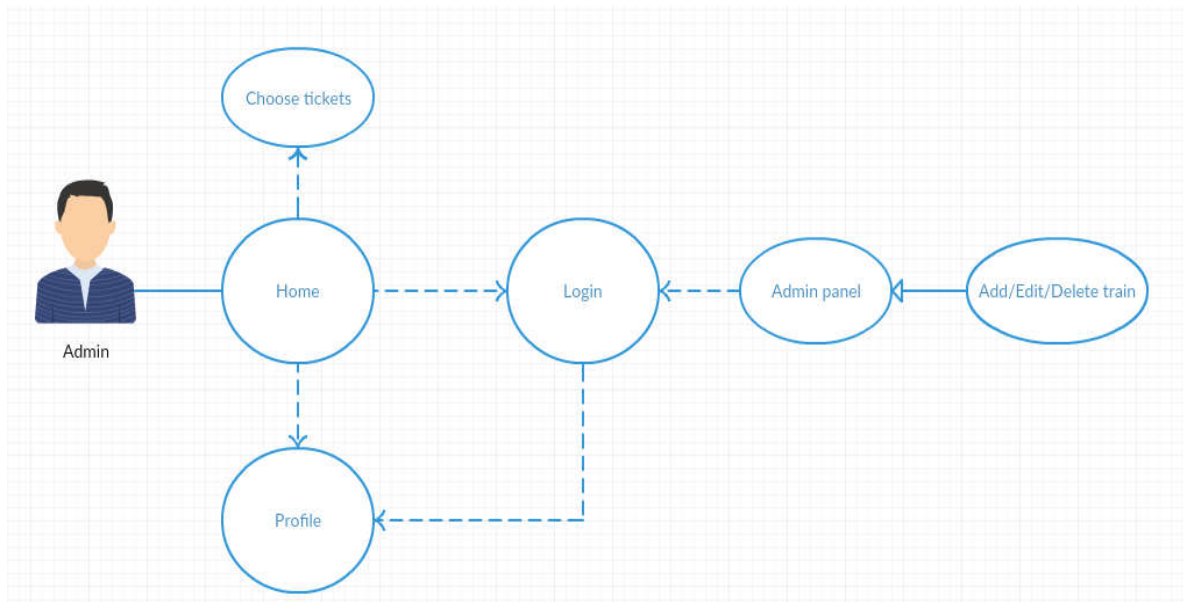 Choose tickets
Home
Login
Admin panel
Add/Edit/Delete train
Admin
Profile